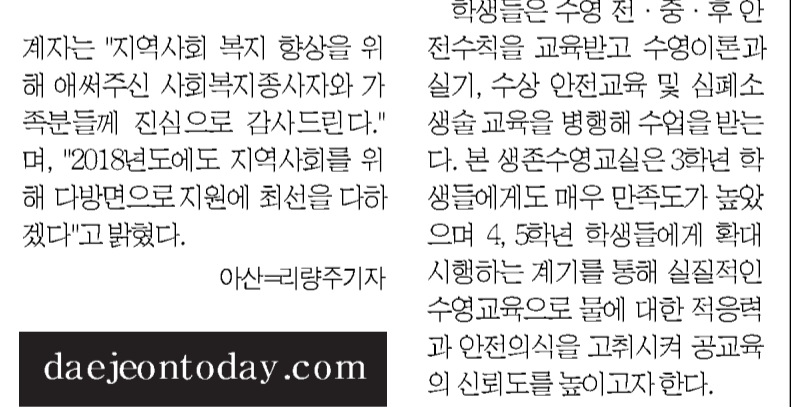 계자는 "지역사회 복지 향상을 위
해 애써주신 사회복지종사자와 가
족분들께 진심으로 감사드린다."
며, "2018년도에도 지역사회를 위
해 다방면으로 지원에 최선을 다하
겠다"고 밝혔다.
아산=리량주기자
daejeontoday.com
학생들은 수영 전·중·후 안
전수칙을 교육받고 수영이론과
실기, 수상 안전교육 및 심폐소
생술 교육을 병행해 수업을 받는
다. 본 생존수영교실은 3학년 학
생들에게도 매우 만족도가 높았
으며 4, 5학년 학생들에게 확대
시행하는 계기를 통해 실질적인
수영교육으로 물에 대한 적응력
과 안전의식을 고취시켜 공교육
의 신뢰도를 높이고자 한다.